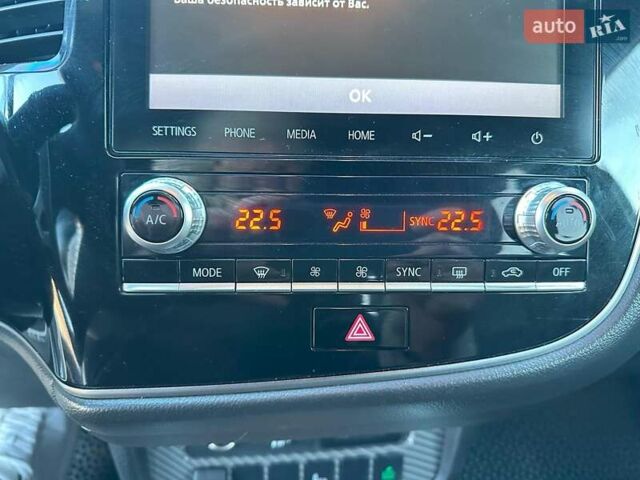 Ваша безопасность зависит от Вас.
auto RIA.com
OK
SETTINGS PHONE MEDIA HOME
A/C 22.5 SYNC 22.5
MODE SYNC OFF